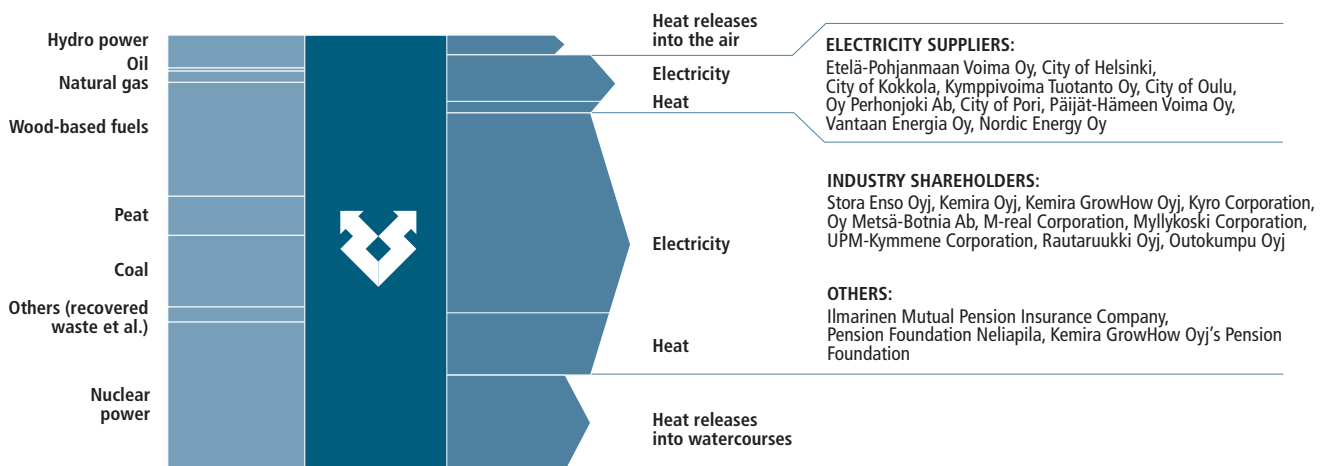 Hydro power
Oil
Natural gas
Wood-based fuels
Peat
Coal
Others (recovered
waste et al.)
Nuclear
power
Heat releases
into the air
Electricity
Heat
Electricity
Heat
Heat releases
into watercourses
ELECTRICITY SUPPLIERS:
Etelä-Pohjanmaan Voima Oy, City of Helsinki,
City of Kokkola, Kymppivoima Tuotanto Oy, City of Oulu,
Oy Perhonjoki Ab, City of Pori, Päijät-Hämeen Voima Oy,
Vantaan Energia Oy, Nordic Energy Oy
INDUSTRY SHAREHOLDERS:
Stora Enso Oyj, Kemira Oyj, Kemira GrowHow Oyj, Kyro Corporation,
Oy Metsä-Botnia Ab, M-real Corporation, Myllykoski Corporation,
UPM-Kymmene Corporation, Rautaruukki Oyj, Outokumpu Oyj
OTHERS:
Ilmarinen Mutual Pension Insurance Company,
Pension Foundation Neliapila, Kemira GrowHow Oyj's Pension
Foundation